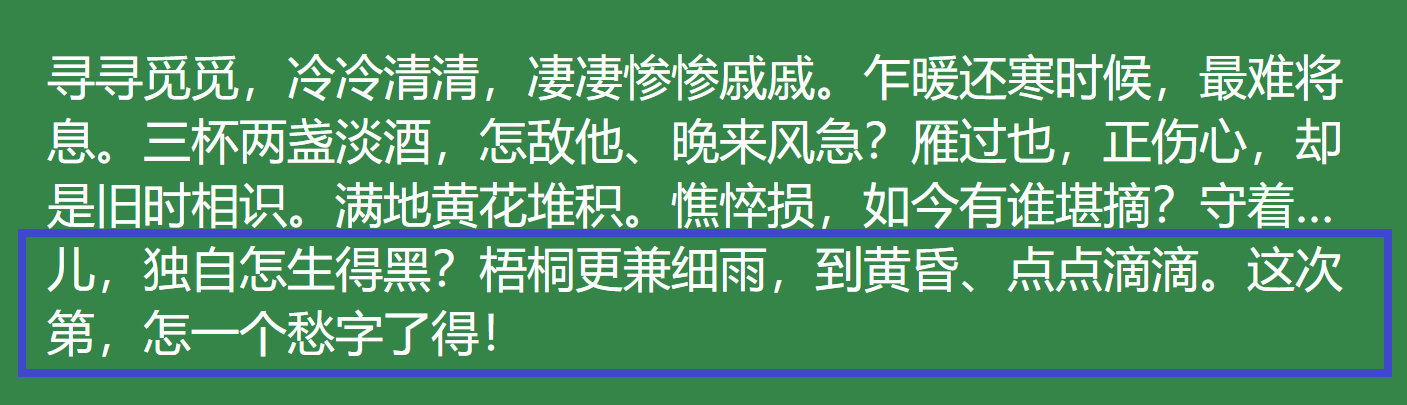 寻寻觅觅，冷冷清清，凄凄惨惨戚戚。乍暖还寒时候，最难将
息。三杯两盏淡酒，怎敌他、晚来风急？雁过也，正伤心，却
是旧时相识。满地黄花堆积。憔悴损，如今有谁堪摘？守着...
儿，独自怎生得黑？梧桐更兼细雨，到黄昏、点点滴滴。这次
第，怎一个愁字了得！